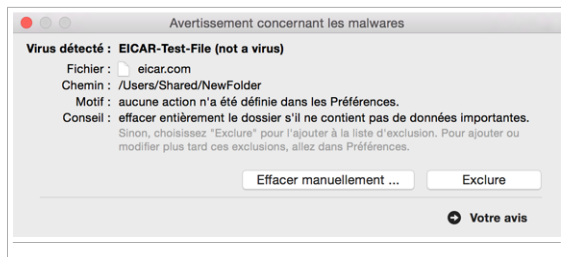 Avertissement concernant les malwares
Virus détecté : EICAR-Test-File (not a virus)
Fichier : eicar.com
Chemin : /Users/Shared/NewFolder
Motif : aucune action n'a été définie dans les Préférences.
Conseil : effacer entièrement le dossier s'il ne contient pas de données importantes.
Sinon, choisissez "Exclure" pour l'ajouter à la liste d'exclusion. Pour ajouter ou
modifier plus tard ces exclusions, allez dans Préférences.
Effacer manuellement ... Exclure
Votre avis